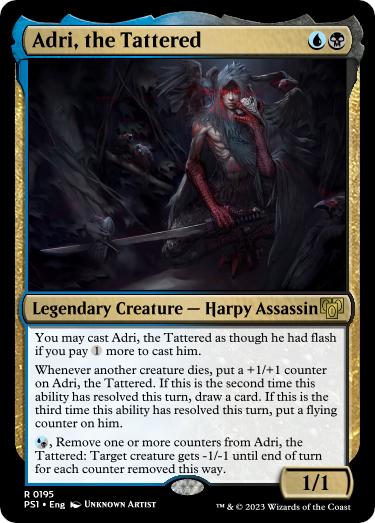 Adri, the Tattered
Legendary Creature — Harpy Assassin
You may cast Adri, the Tattered as though he had flash
if you pay 1 more to cast him.
Whenever another creature dies, put a +1/+1 counter
on Adri, the Tattered. If this is the second time this
ability has resolved this turn, draw a card. If this is the
third time this ability has resolved this turn, put a flying
counter on him.
, Remove one or more counters from Adri, the
Tattered: Target creature gets -1/-1 until end of turn
for each counter removed this way.
1/1
R 0195
PS1 • Eng Unknown Artist
™ & © 2023 Wizards of the Coast